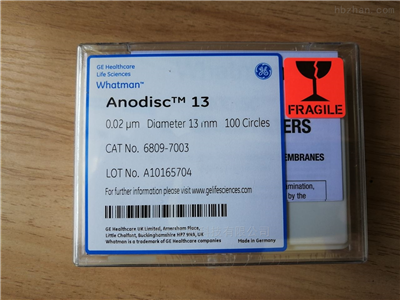 GE Healthcare
Life Sciences
Whatman™
Anodisc™ 13
0.02 µm Diameter 13 mm 100 Circles
CAT No. 6809-7003
LOT No. A10165704
For further information please visit www.gelifesciences.com
GE Healthcare UK Limited, Amersham Place,
Little Chalfont, Buckinghamshire HP7 9NA, UK
Whatman is a trademark of GE Healthcare companies
Made in Germany
FRAGILE
ERS
EMBRANES
mination,
by the